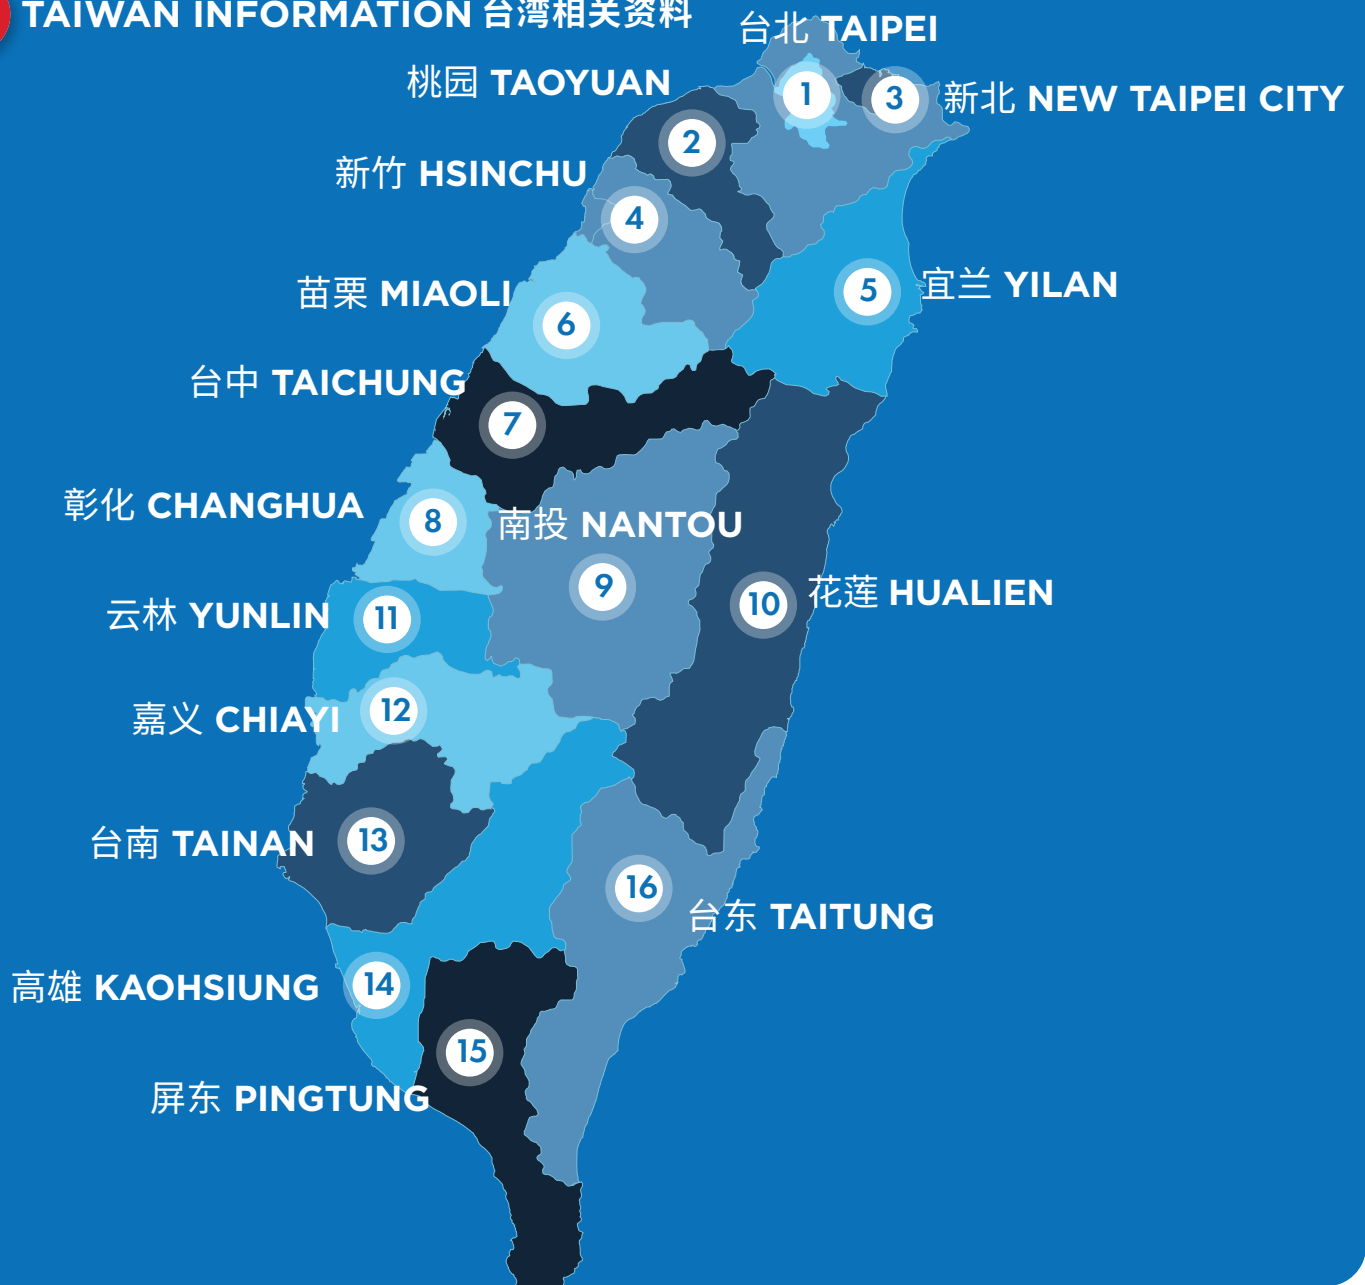 TAIWAN INFORMATION 台湾相关资料
台北 TAIPEI
桃园 TAOYUAN
1
3
新北 NEW TAIPEI CITY
2
新竹 HSINCHU
4
苗栗 MIAOLI
5
宜兰 YILAN
6
台中 TAICHUNG
7
彰化 CHANGHUA
8
南投 NANTOU
9
10
花莲 HUALIEN
云林 YUNLIN
11
嘉义 CHIAYI
12
台南 TAINAN
13
16
台东 TAITUNG
高雄 KAOHSIUNG
14
15
屏东 PINGTUNG